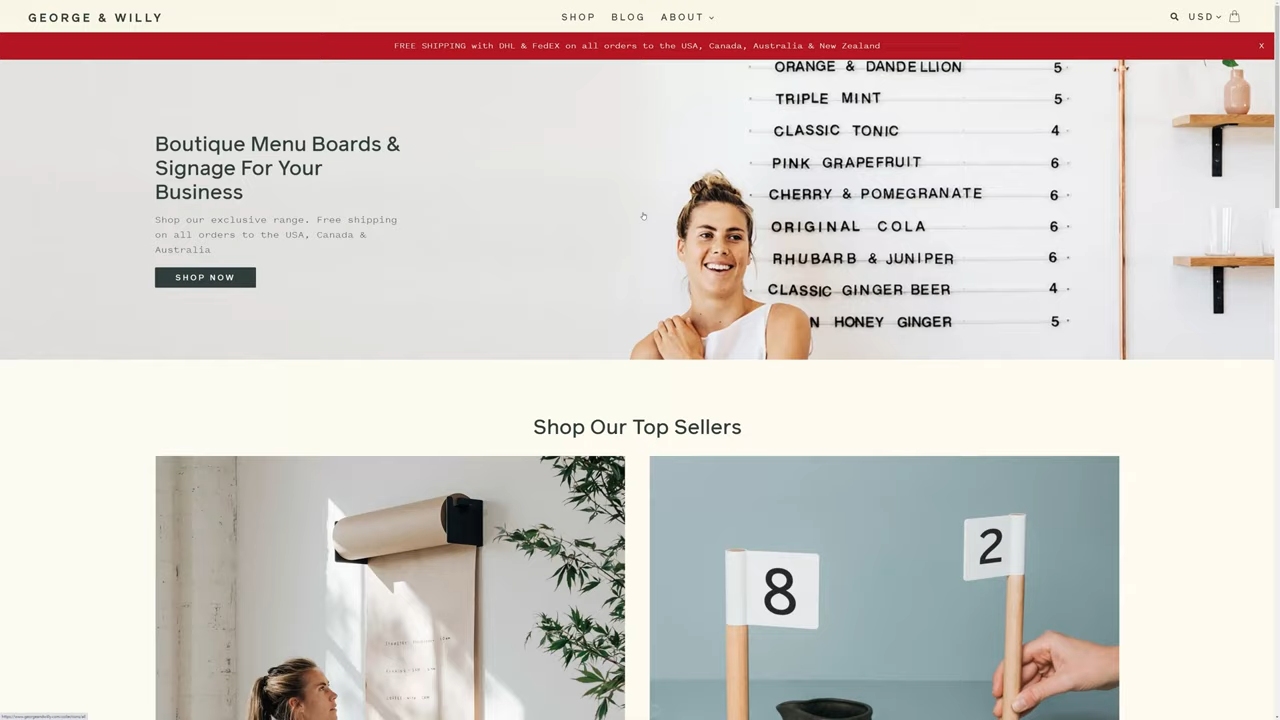 GEORGE & WILLY
SHOP BLOG ABOUT
USD
FREE SHIPPING with DHL & FedEX on all orders to the USA, Canada, Australia & New Zealand
X
Boutique Menu Boards &
Signage For Your
Business
Shop our exclusive range. Free shipping
on all orders to the USA, Canada &
Australia
SHOP NOW
ORANGE & DANDELLION 5
TRIPLE MINT 5
CLASSIC TONIC 4
PINK GRAPEFRUIT 6
CHERRY & POMEGRANATE 6
ORIGINAL COLA 6
RHUBARB & JUNIPER 6
CLASSIC GINGER BEER 4
HONEY GINGER 5
Shop Our Top Sellers
8
2